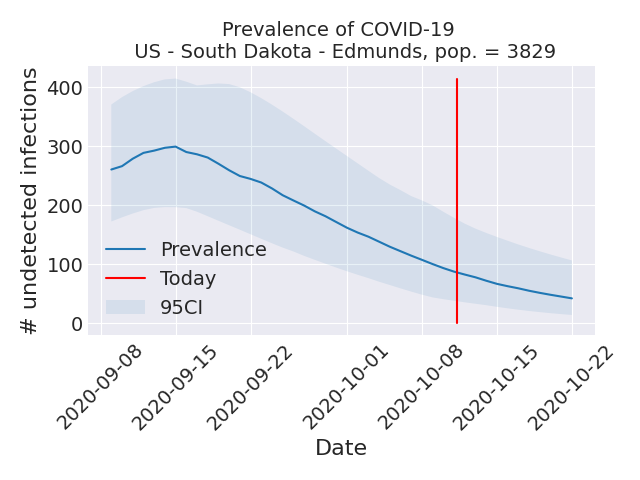 Prevalence of COVID-19
US - South Dakota - Edmunds, pop. = 3829
# undetected infections
400
300
200
100
0
Prevalence
Today
95CI
2020-09-08
2020-09-15
2020-09-22
2020-10-01
2020-10-08
2020-10-15
2020-10-22
Date